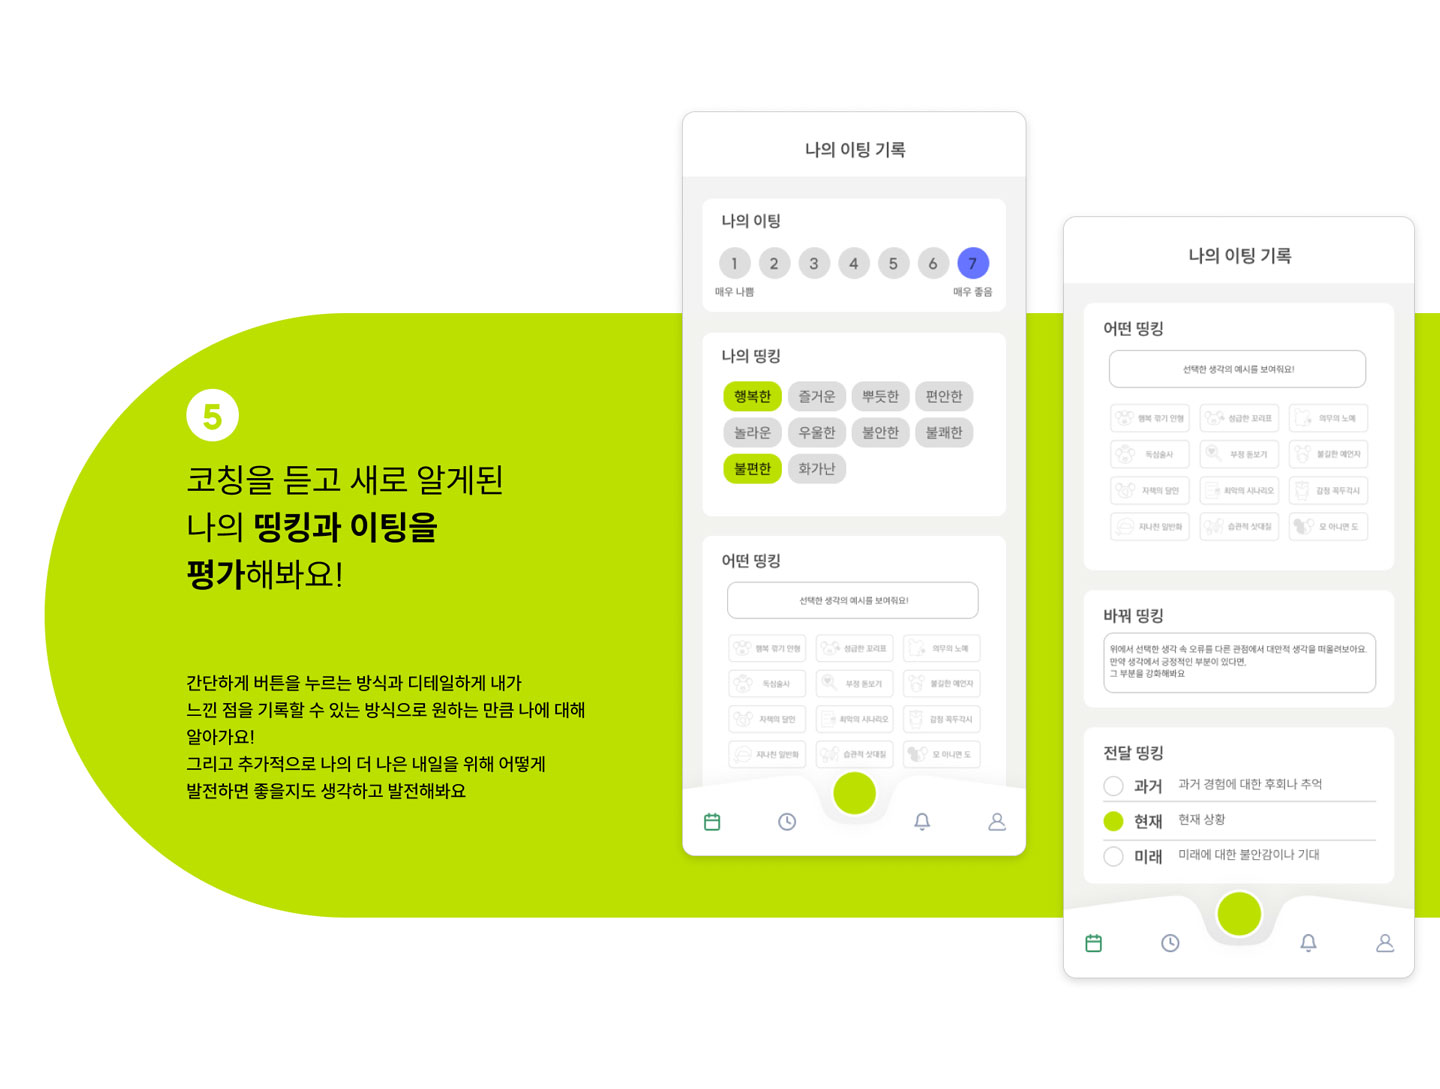 5
코칭을 듣고 새로 알게된
나의 띵킹과 이팅을
평가해봐요!
간단하게 버튼을 누르는 방식과 디테일하게 내가
느낀 점을 기록할 수 있는 방식으로 원하는 만큼 나에 대해
알아가요!
그리고 추가적으로 나의 더 나은 내일을 위해 어떻게
발전하면 좋을지도 생각하고 발전해봐요
나의 이팅 기록
나의 이팅
1 2 3 4 5 6 7
매우 나쁨 매우 좋음
나의 띵킹
행복한 즐거운 뿌듯한 편안한
놀라운 우울한 불안한 불쾌한
불편한 화가난
어떤 띵킹
선택한 생각의 예시를 보여줘요!
행복 깎기 인형 성급한 꼬리표 의무의 노예
독심술사 부정 돋보기 불길한 예언자
자책의 달인 최악의 시나리오 감정 꼭두각시
지나친 일반화 습관적 삿대질 모 아니면 도
나의 이팅 기록
어떤 띵킹
선택한 생각의 예시를 보여줘요!
행복 깎기 인형 성급한 꼬리표 의무의 노예
독심술사 부정 돋보기 불길한 예언자
자책의 달인 최악의 시나리오 감정 꼭두각시
지나친 일반화 습관적 삿대질 모 아니면 도
바꿔 띵킹
위에서 선택한 생각 속 오류를 다른 관점에서 대안적 생각을 떠올려보아요.
만약 생각에서 긍정적인 부분이 있다면,
그 부분을 강화해봐요
전달 띵킹
과거 과거 경험에 대한 후회나 추억
현재 현재 상황
미래 미래에 대한 불안감이나 기대